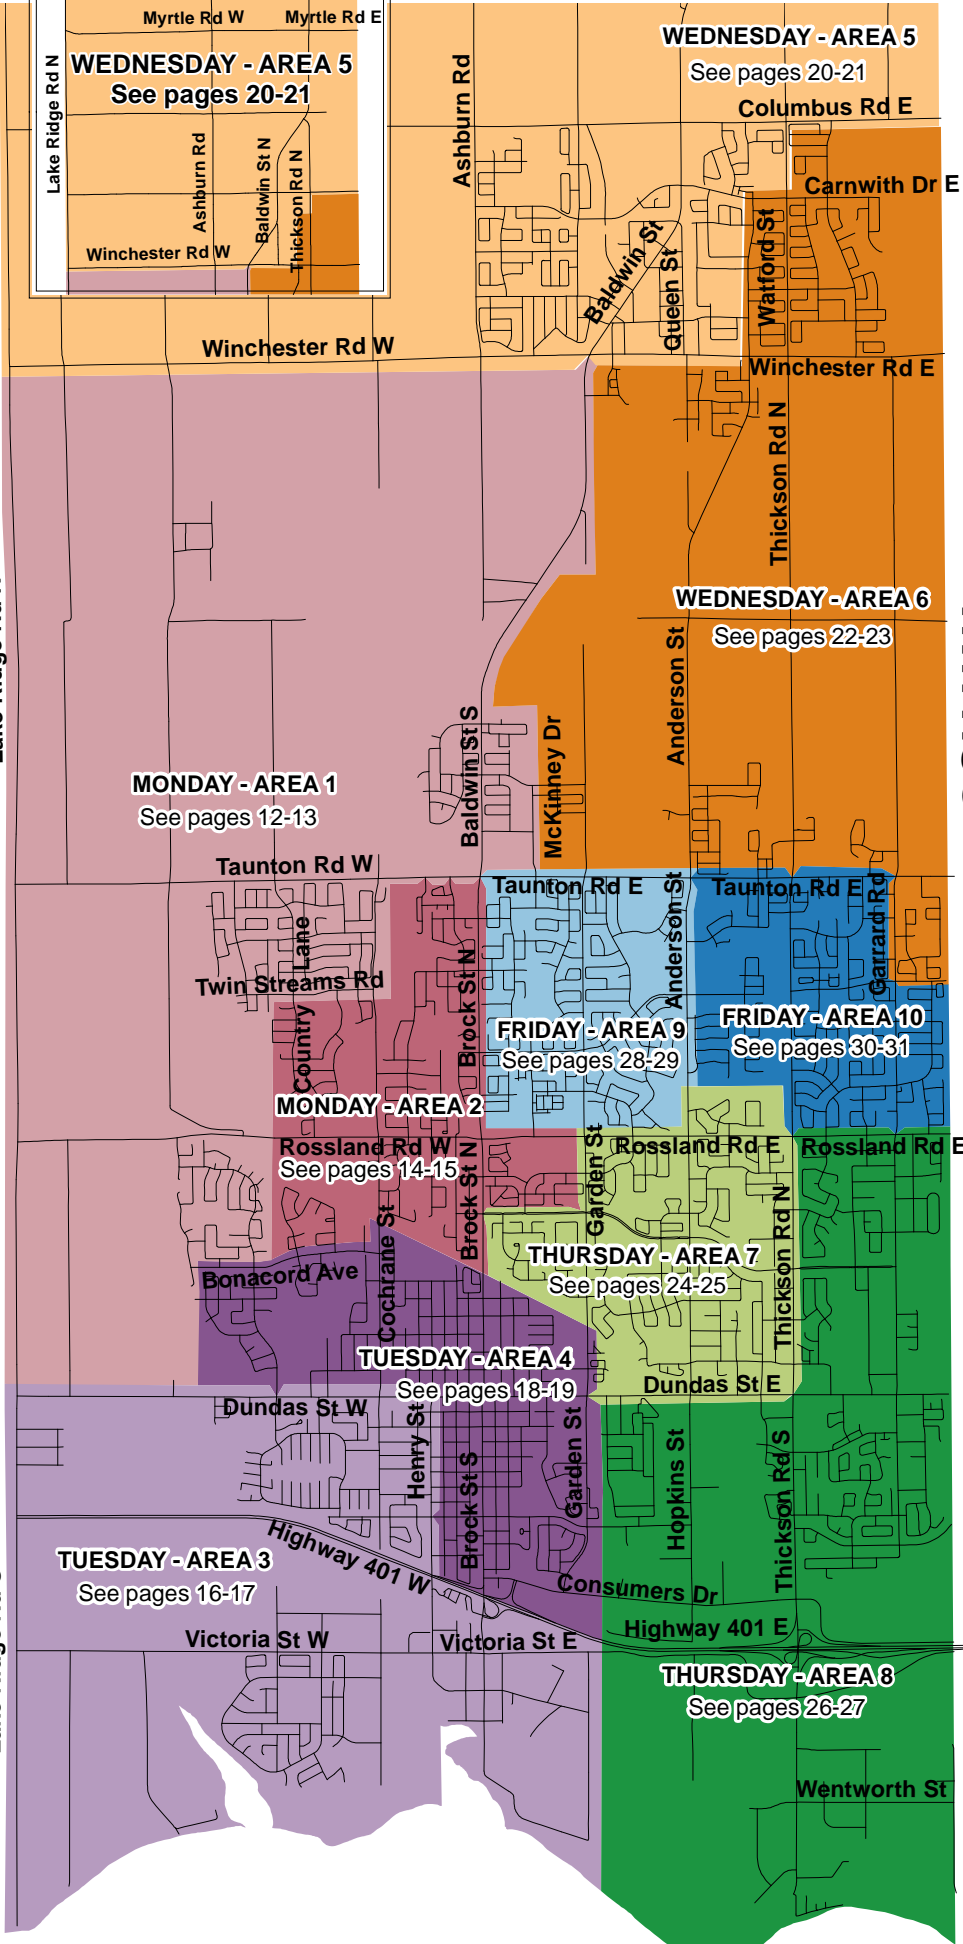 Myrtle Rd W
Myrtle Rd E
WEDNESDAY - AREA 5
See pages 20-21
Lake Ridge Rd N
Ashburn Rd
Baldwin St N
Thickson Rd N
Winchester Rd W
WEDNESDAY - AREA 5
See pages 20-21
Columbus Rd E
Ashburn Rd
Carnwith Dr E
Baldwin St
Queen St
Watford St
Winchester Rd W
Winchester Rd E
Thickson Rd N
WEDNESDAY - AREA 6
See pages 22-23
Anderson St
Baldwin St S
McKinney Dr
MONDAY - AREA 1
See pages 12-13
Taunton Rd W
Taunton Rd E
Taunton Rd E
Anderson St
Garrard Rd
Country Lane
Twin Streams Rd
Brock St N
FRIDAY - AREA 9
See pages 28-29
FRIDAY - AREA 10
See pages 30-31
MONDAY - AREA 2
Rossland Rd W
See pages 14-15
Rossland Rd E
Rossland Rd E
Garden St
Brock St N
Cochrane St
Thickson Rd N
THURSDAY - AREA 7
See pages 24-25
Bonacord Ave
TUESDAY - AREA 4
See pages 18-19
Dundas St E
Dundas St W
Henry St
Brock St S
Garden St
Hopkins St
Thickson Rd S
Highway 401 W
TUESDAY - AREA 3
See pages 16-17
Consumers Dr
Highway 401 E
Victoria St W
Victoria St E
THURSDAY - AREA 8
See pages 26-27
Wentworth St